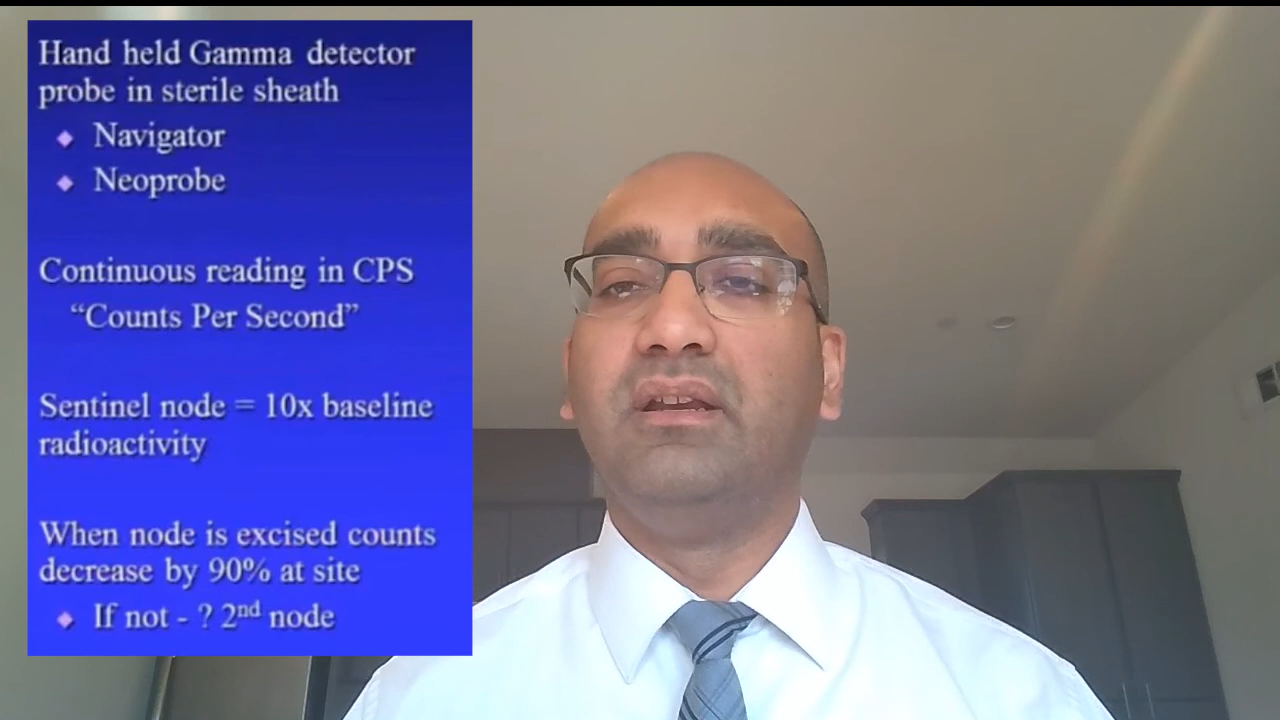 Hand held Gamma detector
probe in sterile sheath
◆ Navigator
◆ Neoprobe
Continuous reading in CPS
“Counts Per Second”
Sentinel node = 10x baseline
radioactivity
When node is excised counts
decrease by 90% at site
◆ If not - ? 2nd node